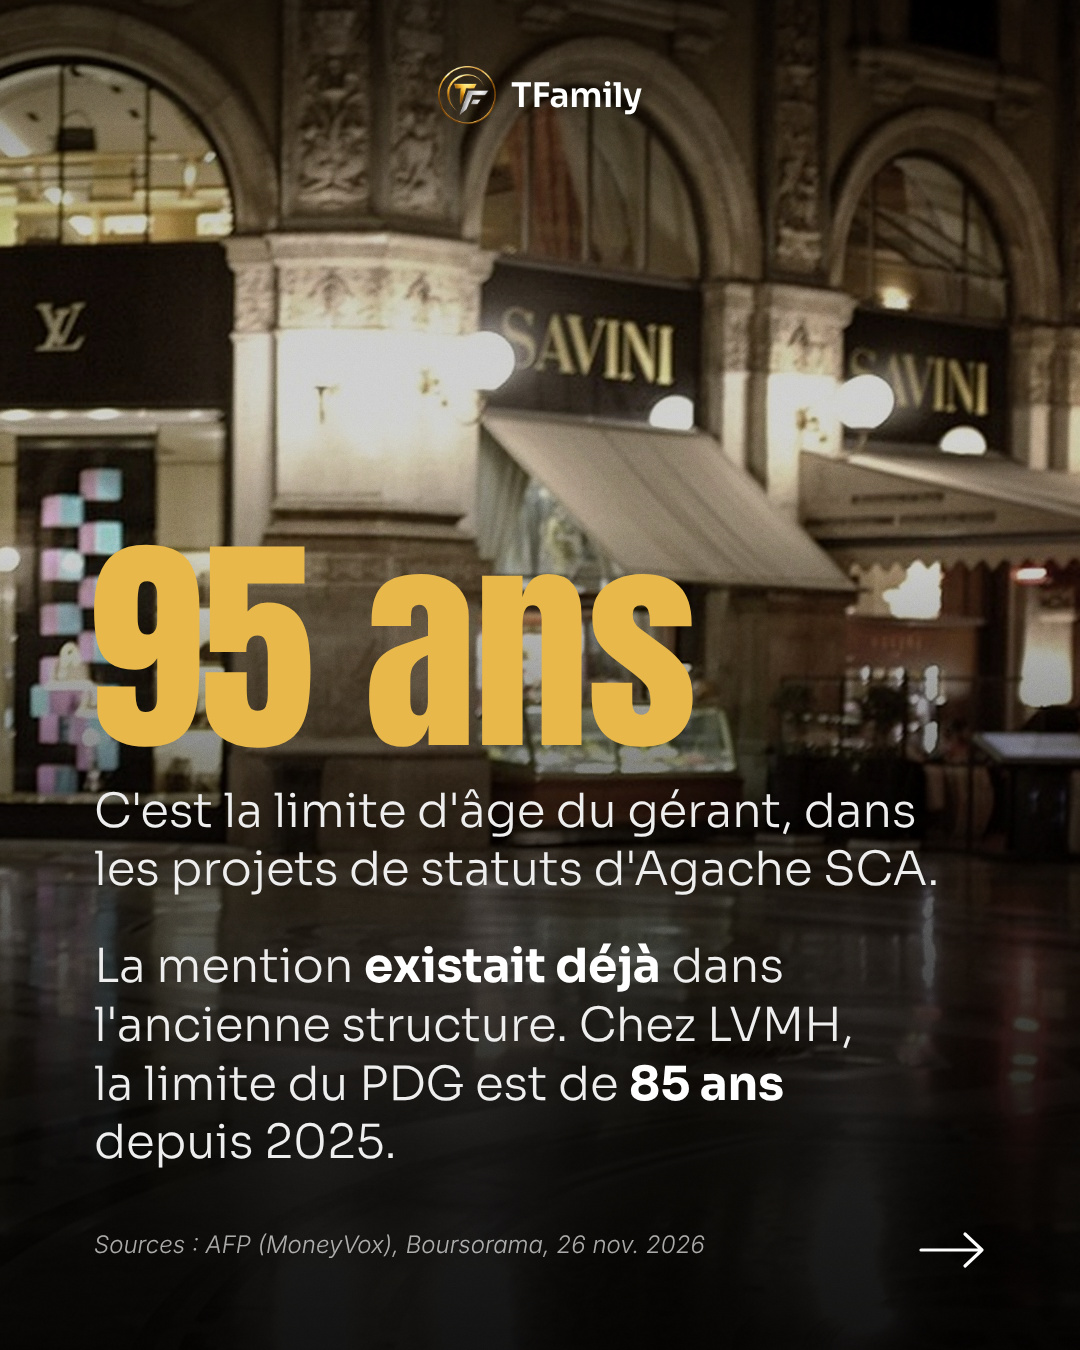 TF TFamily
LV
SAVINI
SAVINI
95 ans
C'est la limite d'âge du gérant, dans
les projets de statuts d'Agache SCA.
La mention existait déjà dans
l'ancienne structure. Chez LVMH,
la limite du PDG est de 85 ans
depuis 2025.
Sources : AFP (MoneyVox), Boursorama, 26 nov. 2026